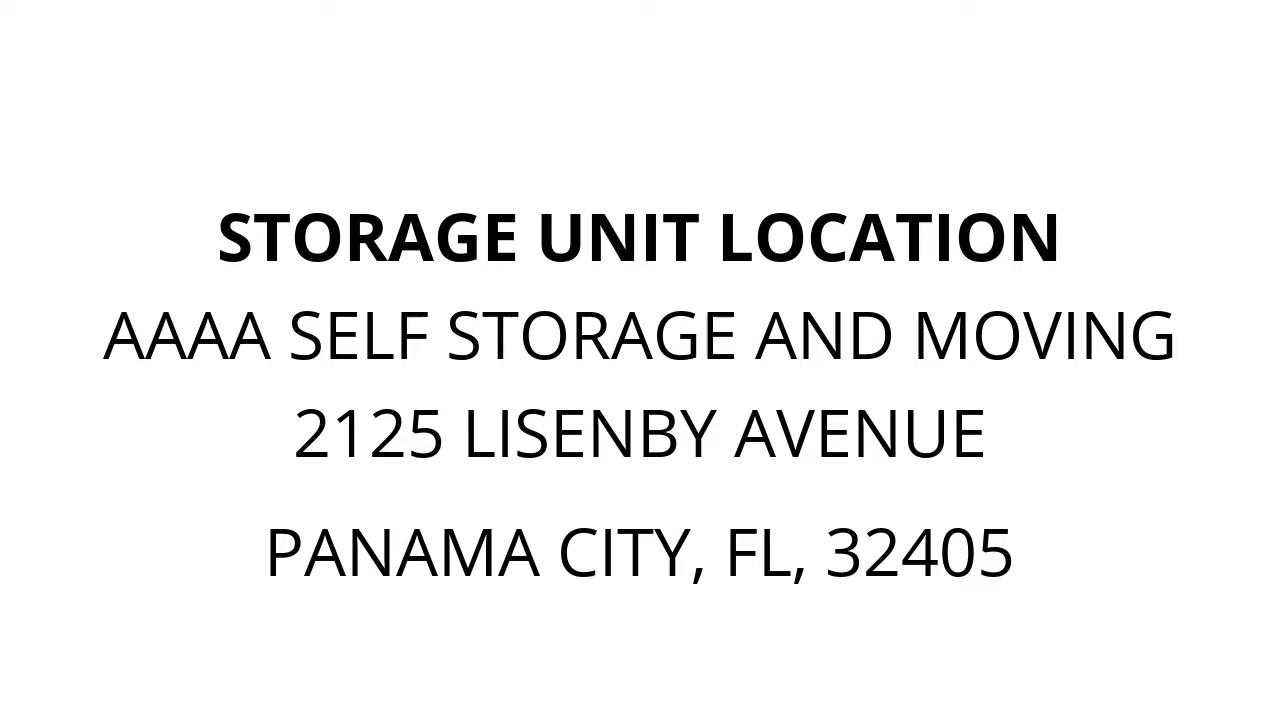 STORAGE UNIT LOCATION
AAAA SELF STORAGE AND MOVING
2125 LISENBY AVENUE
PANAMA CITY, FL, 32405